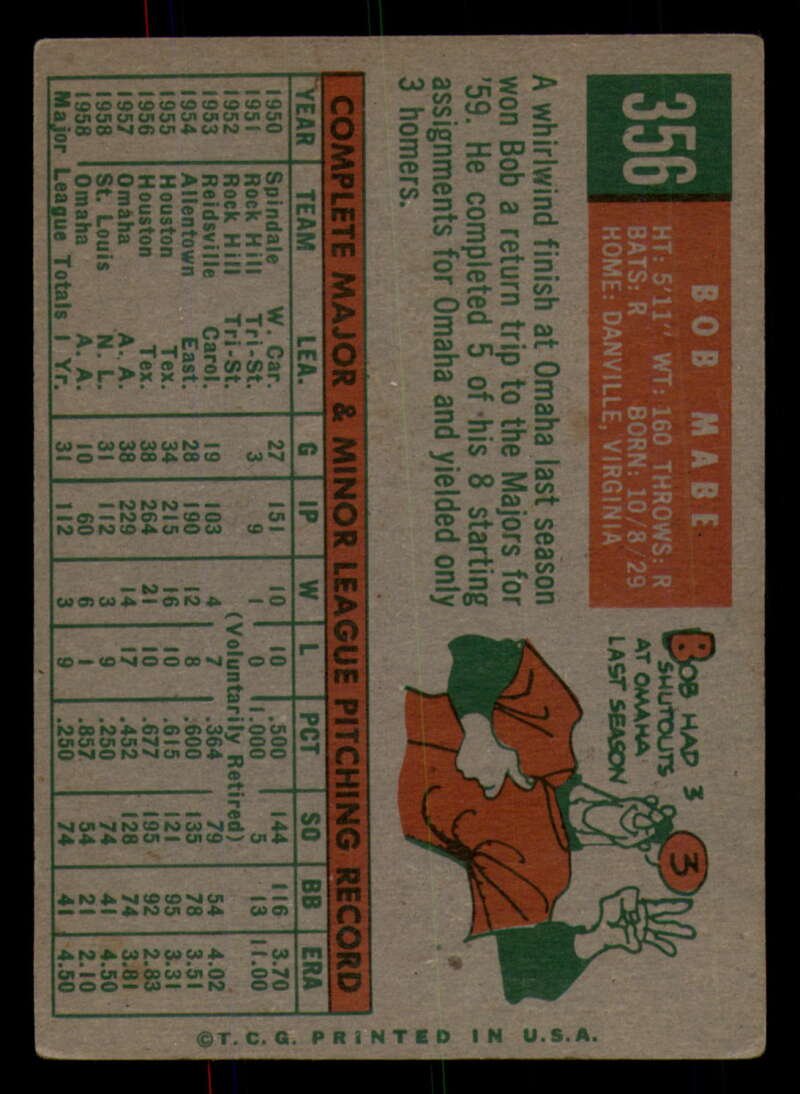 356
BOB MABE
HT: 5'11" WT: 160 THROWS: R
BATS: R BORN: 10/8/29
HOME: DANVILLE, VIRGINIA
A whirlwind finish at Omaha last season
won Bob a return trip to the Majors for
'59. He completed 5 of his 8 starting
assignments for Omaha and yielded only
3 homers.
BOB HAD 3
SHUTOUTS
AT OMAHA
LAST SEASON
3
COMPLETE MAJOR & MINOR LEAGUE PITCHING RECORD
YEAR TEAM LEA. G IP W L PCT SO BB ERA
1950 Spindale W. Car. 27 151 10 10 .500 144 116 3.70
1951 Rock Hill Tri-St. 3 9 1 0 1.000 5 13 11.00
1952 Rock Hill Tri-St. (Voluntarily Retired)
1953 Reidsville Carol. 19 103 4 7 .364 79 54 4.02
1954 Allentown East. 28 190 12 8 .600 135 78 3.51
1955 Houston Tex. 34 215 16 10 .615 121 95 3.31
1956 Houston Tex. 38 264 21 10 .677 195 92 2.83
1957 Omaha A. A. 38 229 14 17 .452 128 74 3.81
1958 St. Louis N. L. 31 112 3 9 .250 74 41 4.50
1958 Omaha A. A. 10 60 6 1 .857 54 21 2.10
Major League Totals 1 Yr. 31 112 3 9 .250 74 41 4.50
©T. C. G. PRINTED IN U.S.A.